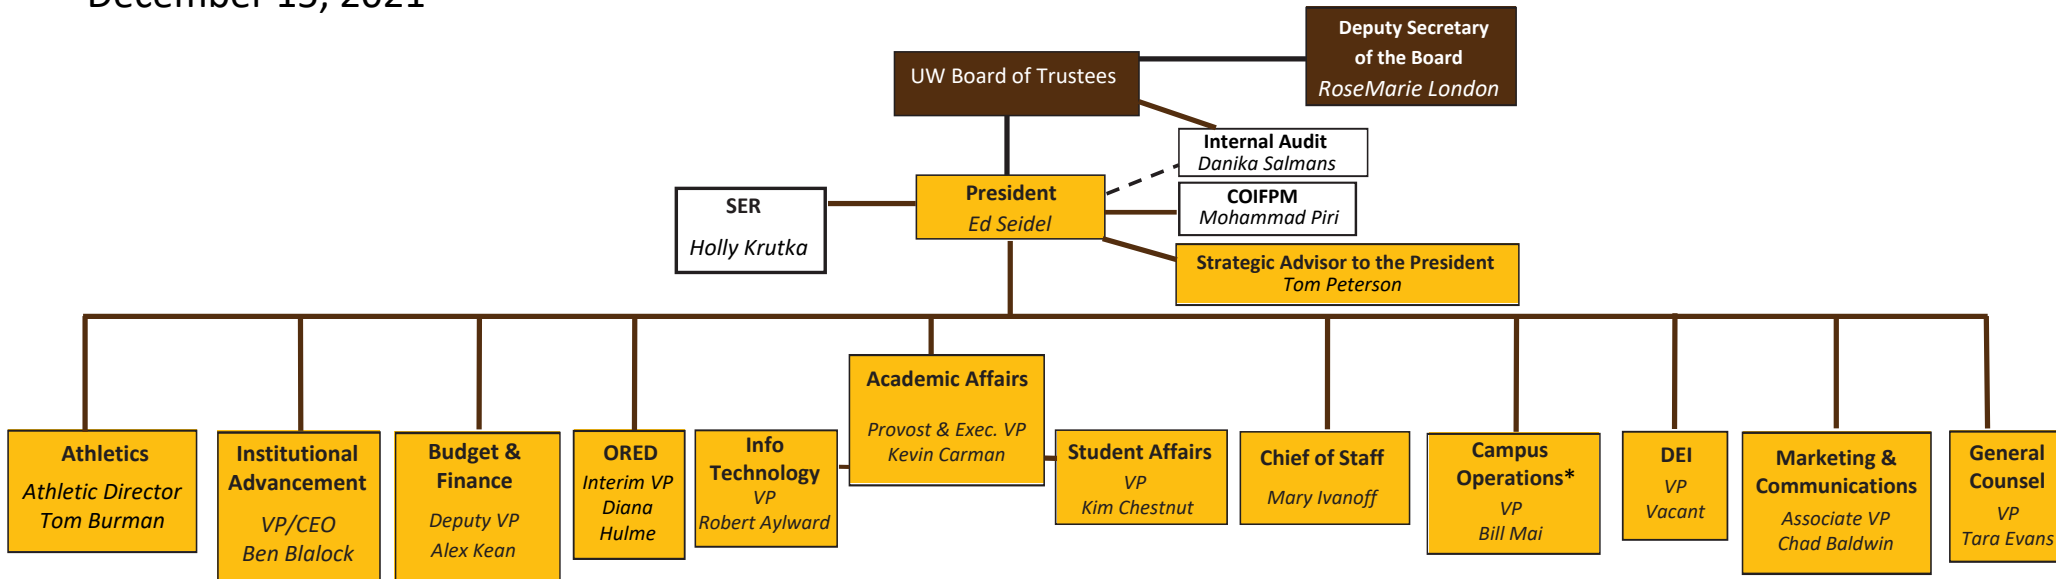 December 15, 2021
Deputy Secretary
of the Board
RoseMarie London
UW Board of Trustees
Internal Audit
Danika Salmans
President
Ed Seidel
COIFPM
Mohammad Piri
SER
Holly Krutka
Strategic Advisor to the President
Tom Peterson
Academic Affairs
Provost & Exec. VP
Kevin Carman
Athletics
Athletic Director
Tom Burman
Institutional
Advancement
VP/CEO
Ben Blalock
Budget &
Finance
Deputy VP
Alex Kean
ORED
Interim VP
Diana
Hulme
Info
Technology
VP
Robert Aylward
Student Affairs
VP
Kim Chestnut
Chief of Staff
Mary Ivanoff
Campus
Operations*
VP
Bill Mai
DEI
VP
Vacant
Marketing &
Communications
Associate VP
Chad Baldwin
General
Counsel
VP
Tara Evans